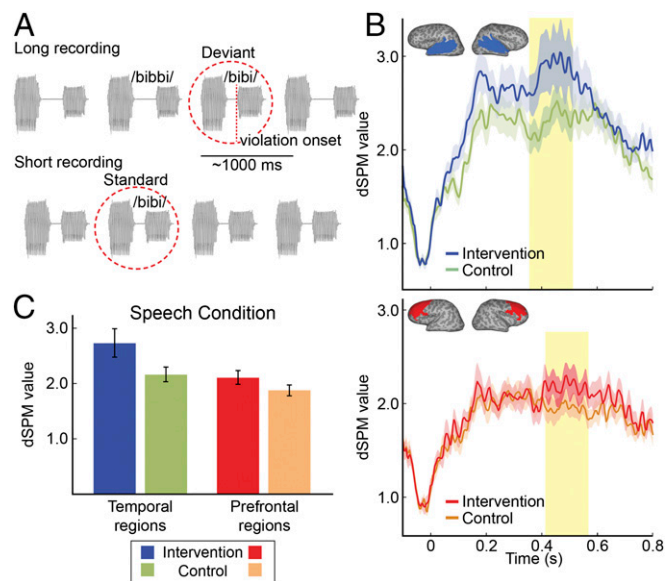 A
Long recording
Deviant
/bibbi/
/bibi/
violation onset
~1000 ms
Short recording
Standard
/bibi/
B
3.0
2.0
1.0
dSPM value
Intervention
Control
3.0
2.0
1.0
dSPM value
Intervention
Control
0
0.2
0.4
0.6
0.8
Time (s)
C
Speech Condition
3.0
2.0
1.0
dSPM value
Temporal regions
Prefrontal regions
Intervention
Control